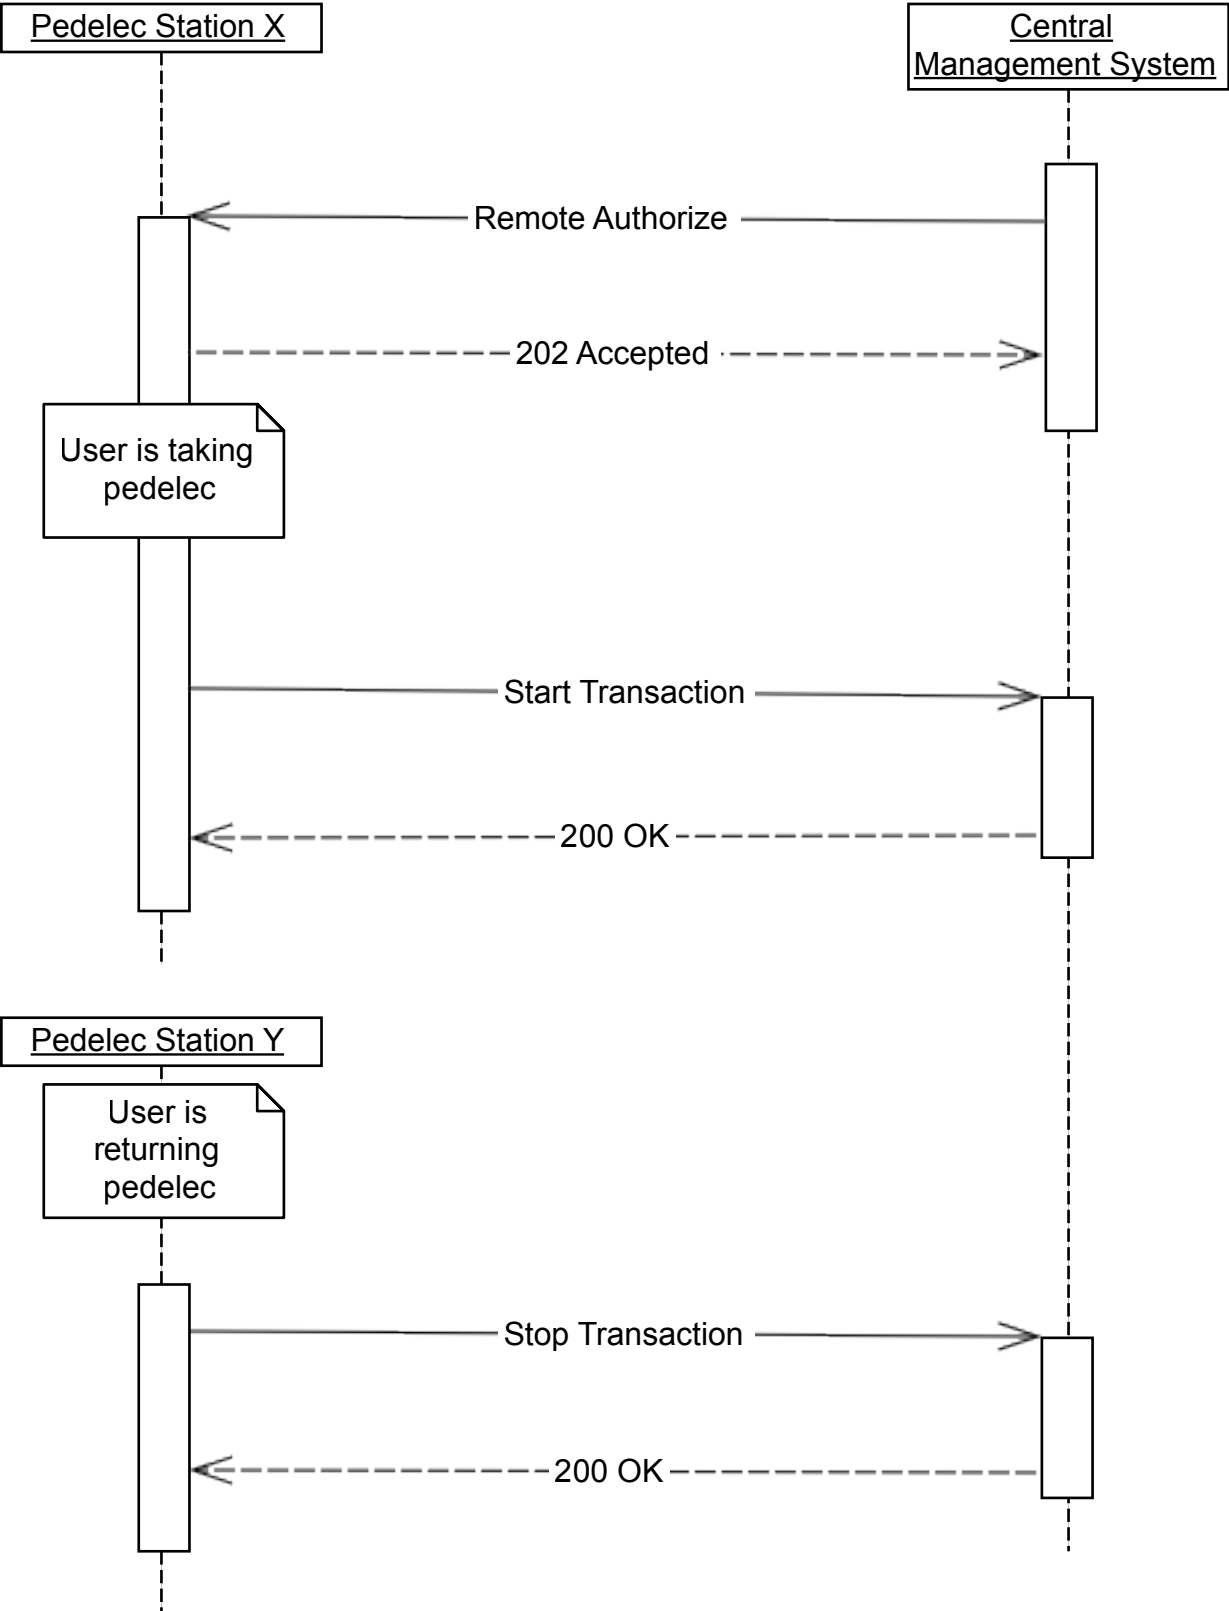 Pedelec Station X
Central
Management System
Remote Authorize
202 Accepted
User is taking
pedelec
Start Transaction
200 OK
Pedelec Station Y
User is
returning
pedelec
Stop Transaction
200 OK